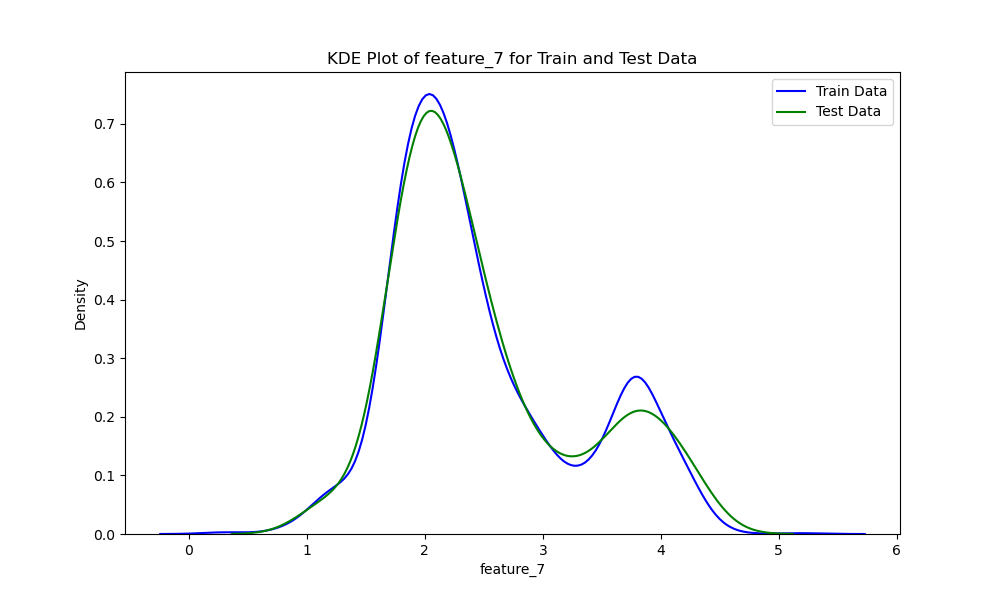 KDE Plot of feature_7 for Train and Test Data
Train Data
Test Data
Density
0.7
0.6
0.5
0.4
0.3
0.2
0.1
0.0
0 1 2 3 4 5 6
feature_7